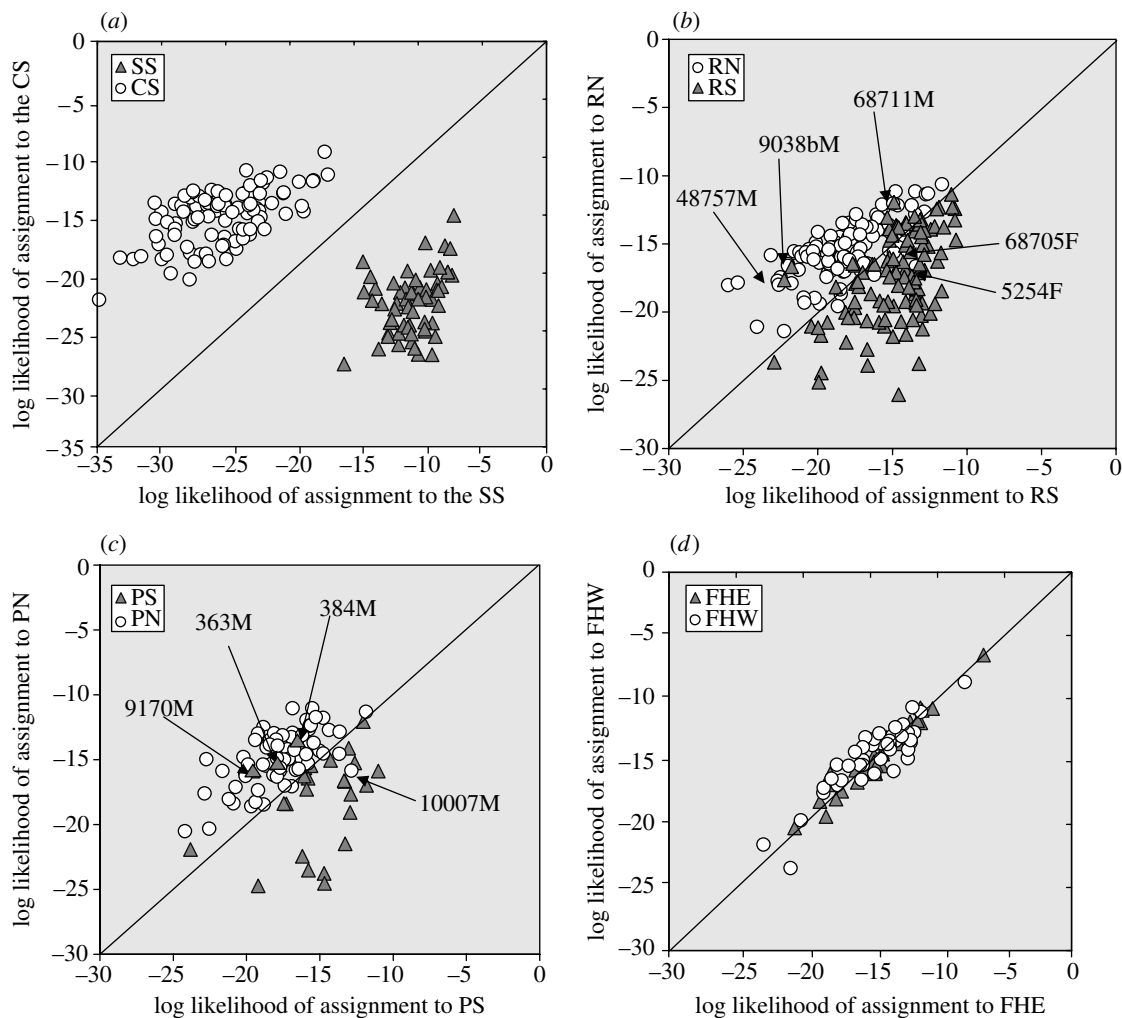 (a)
0
−5
−10
−15
−20
−25
−30
−35
log likelihood of assignment to the CS
SS
CS
−35 −30 −25 −20 −15 −10 −5 0
log likelihood of assignment to the SS
(b)
0
−5
−10
−15
−20
−25
−30
log likelihood of assignment to RN
RN
RS
68711M
9038bM
48757M
68705F
5254F
−30 −25 −20 −15 −10 −5 0
log likelihood of assignment to RS
(c)
0
−5
−10
−15
−20
−25
−30
log likelihood of assignment to PN
PS
PN
384M
363M
9170M
10007M
−30 −25 −20 −15 −10 −5 0
log likelihood of assignment to PS
(d)
0
−5
−10
−15
−20
−25
−30
log likelihood of assignment to FHW
FHE
FHW
−30 −25 −20 −15 −10 −5 0
log likelihood of assignment to FHE